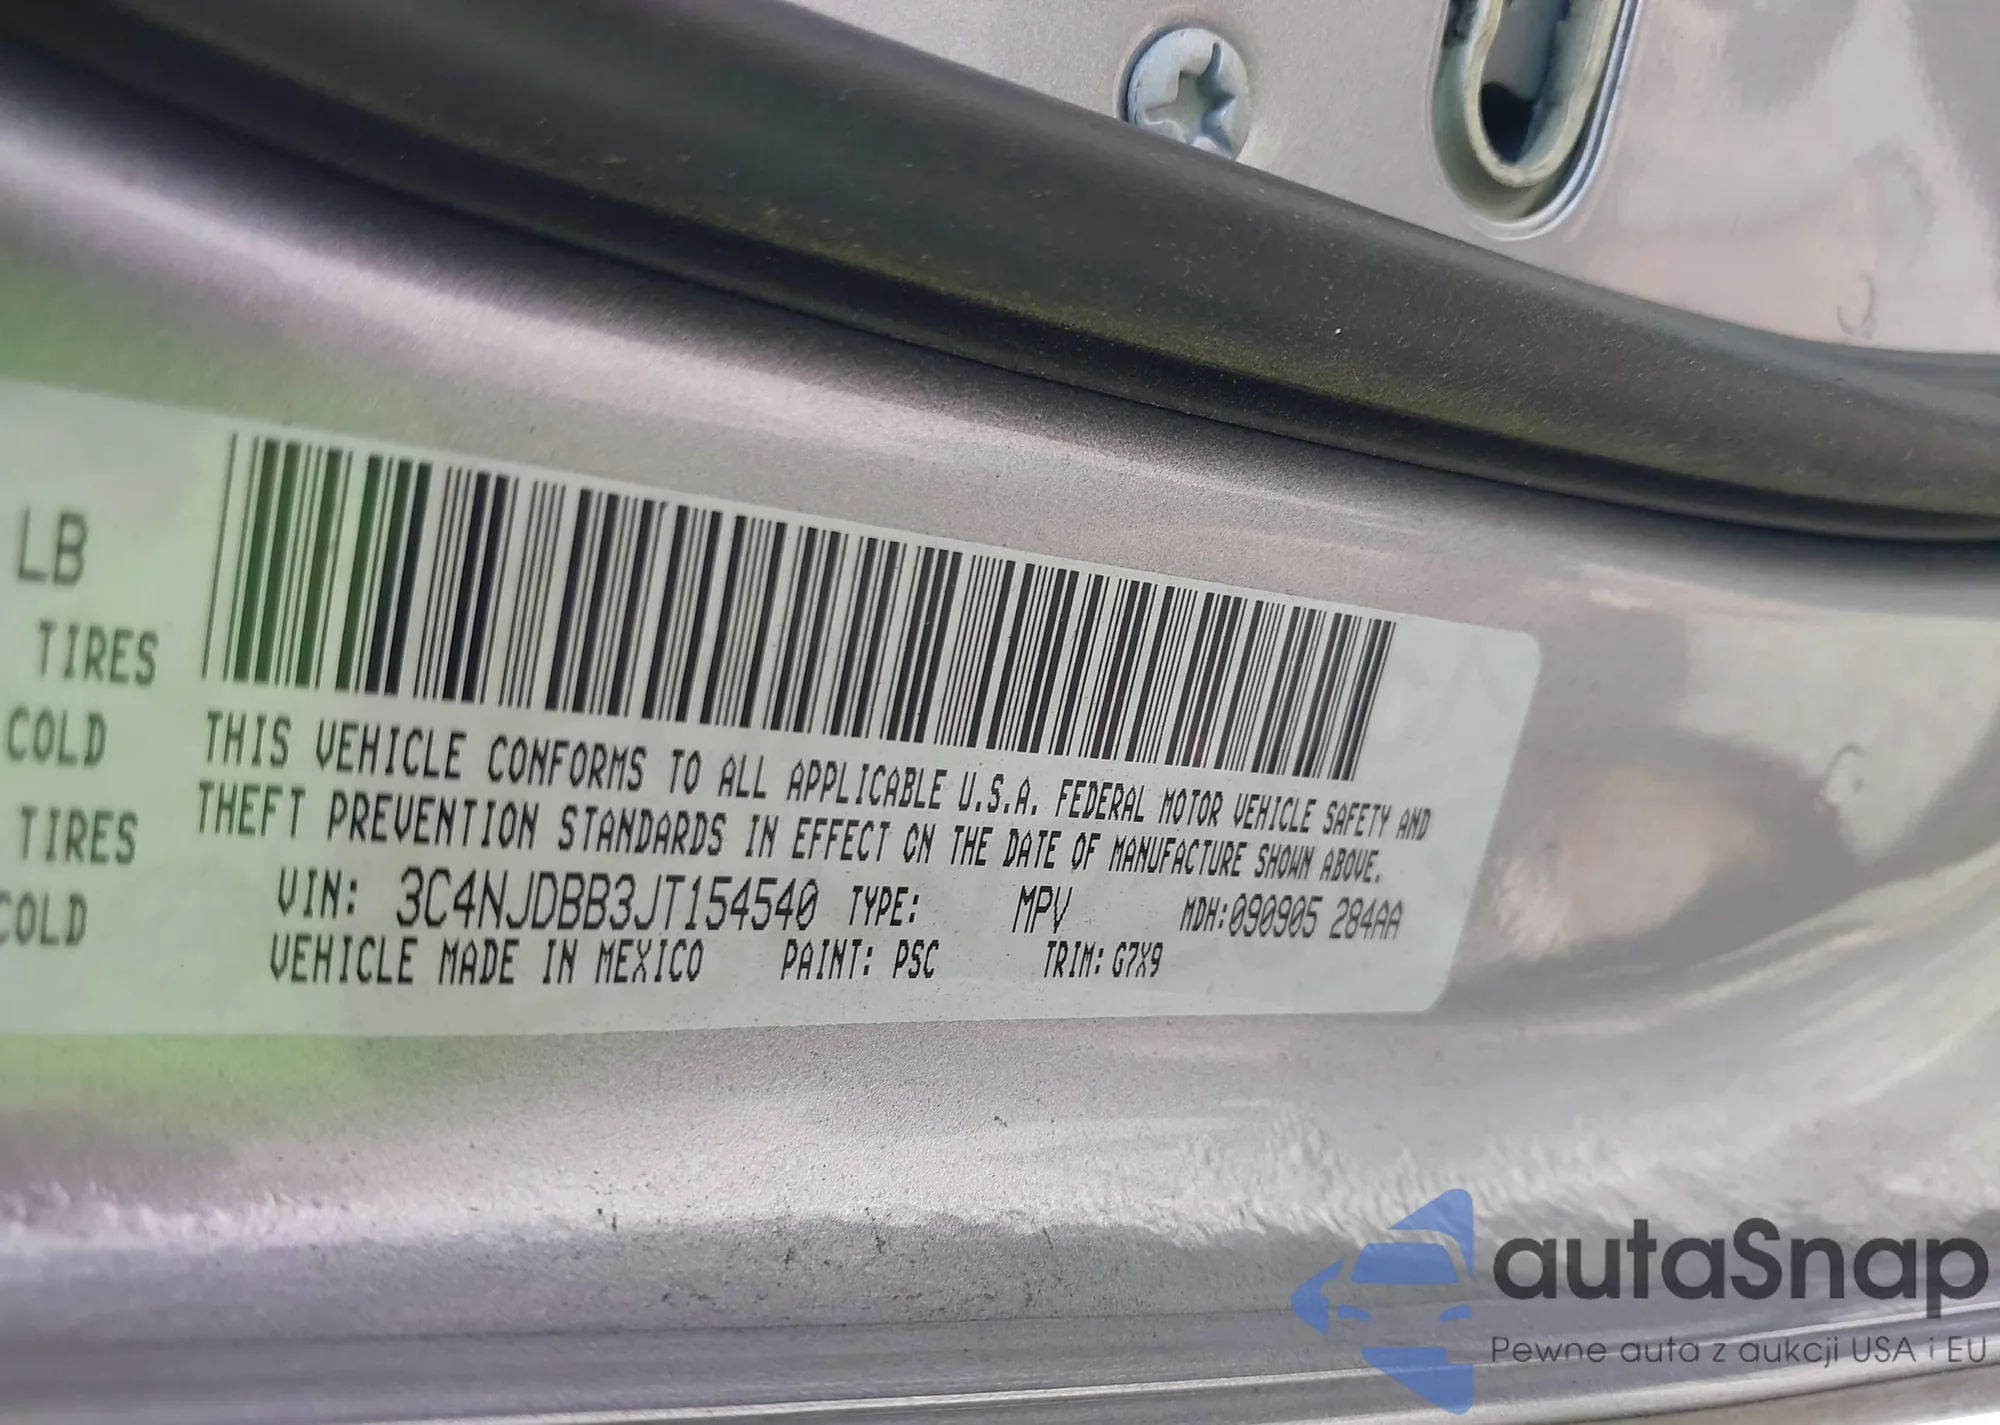 LB
TIRES
COLD
TIRES
COLD
THIS VEHICLE CONFORMS TO ALL APPLICABLE U.S.A. FEDERAL MOTOR VEHICLE SAFETY AND
THEFT PREVENTION STANDARDS IN EFFECT ON THE DATE OF MANUFACTURE SHOWN ABOVE.
VIN: 3C4NJDBB3JT154540 TYPE: MPV MDH:090905 284AA
VEHICLE MADE IN MEXICO PAINT: PSC TRIM: G7X9
autaSnap
Pewne auta z aukcji USA i EU